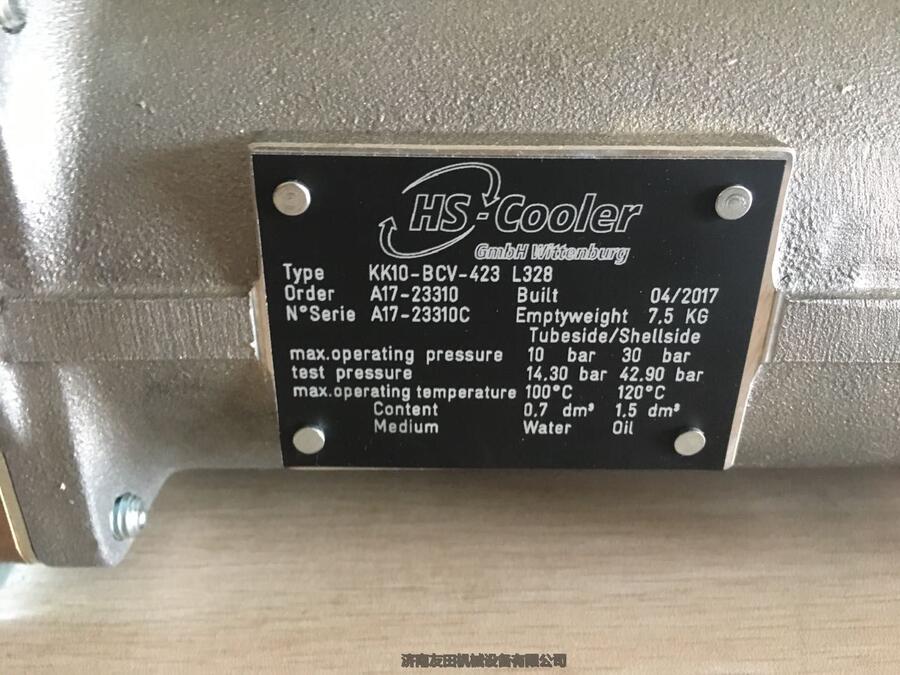 HS-Cooler
GmbH Wittenburg
Type KK10-BCV-423 L328
Order A17-23310 Built 04/2017
N°Serie A17-23310C Emptyweight 7,5 KG
Tubeside/Shellside
max.operating pressure 10 bar 30 bar
test pressure 14,30 bar 42,90 bar
max.operating temperature 100°C 120°C
Content 0,7 dm³ 1,5 dm³
Medium Water Oil
济南友田机械设备有限公司